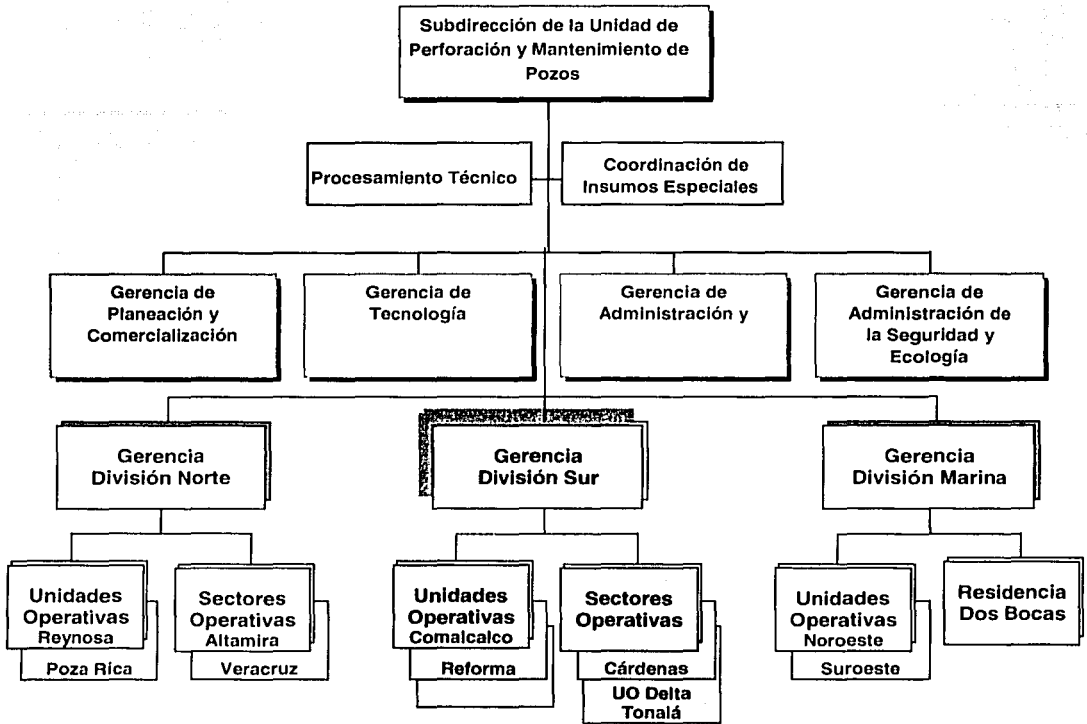 Subdirección de la Unidad de
Perforación y Mantenimiento de
Pozos
Procesamiento Técnico
Coordinación de
Insumos Especiales
Gerencia de
Planeación y
Comercialización
Gerencia de
Tecnología
Gerencia de
Administración y
Gerencia de
Administración de
la Seguridad y
Ecología
Gerencia
División Norte
Gerencia
División Sur
Gerencia
División Marina
Unidades
Operativas
Reynosa
Poza Rica
Sectores
Operativas
Altamira
Veracruz
Unidades
Operativas
Comalcalco
Reforma
Sectores
Operativas
Cárdenas
UO Delta
Tonalá
Unidades
Operativas
Noroeste
Suroeste
Residencia
Dos Bocas